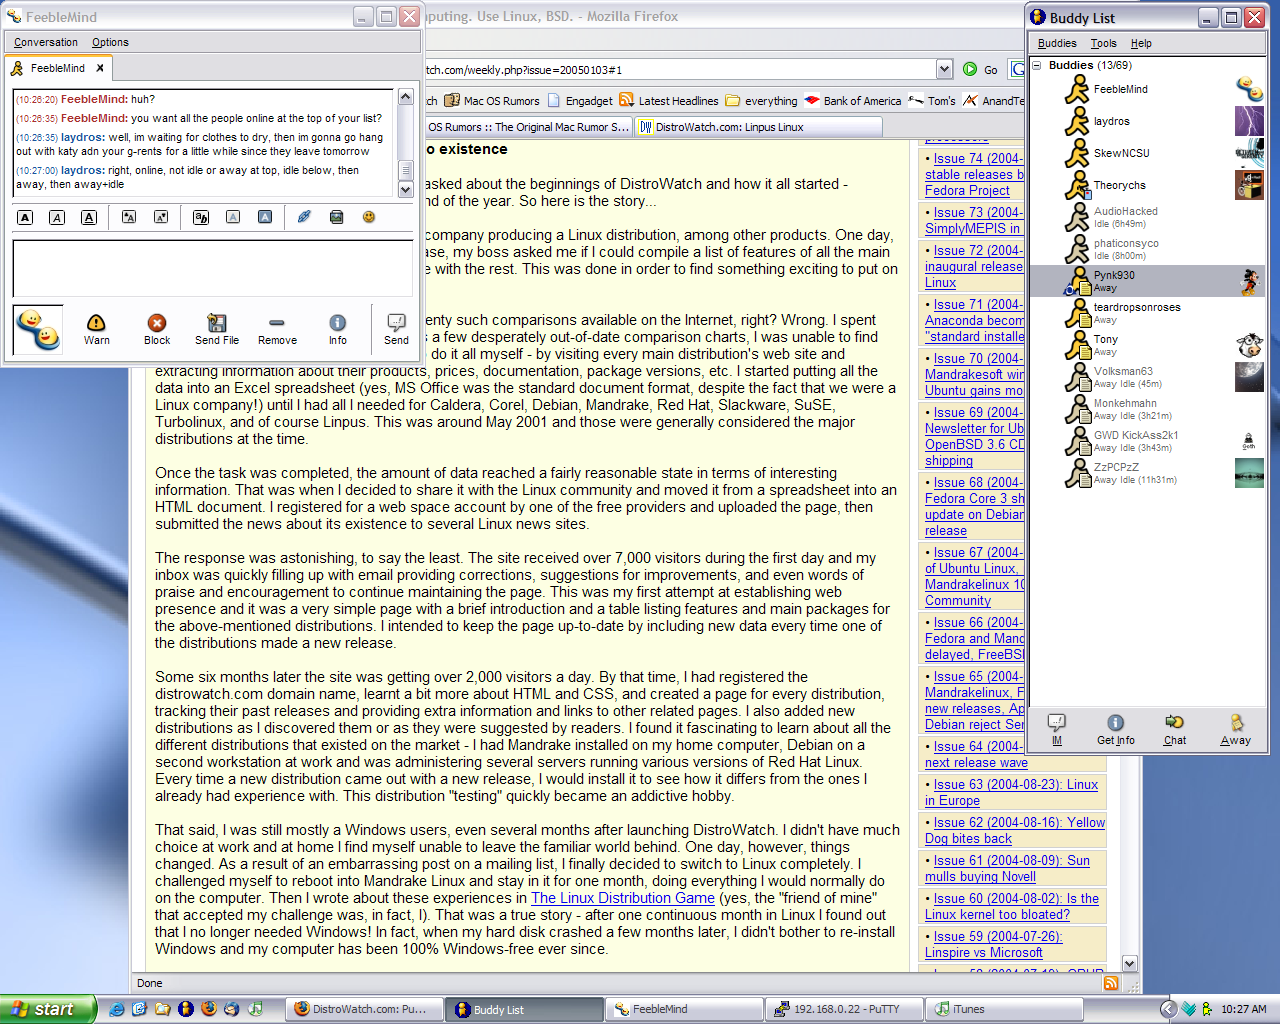 FeebleMind
Conversation Options
FeebleMind x
(10:26:20) FeebleMind: huh?
(10:26:35) FeebleMind: you want all the people online at the top of your list?
(10:26:35) laydros: well, im waiting for clothes to dry, then im gonna go hang
out with katy adn your g-rents for a little while since they leave tomorrow
(10:27:00) laydros: right, online, not idle or away at top, idle below, then
away, then away+idle
Warn Block Send File Remove Info Send
mputing. Use Linux, BSD. - Mozilla Firefox
tch.com/weekly.php?issue=20050103#1
Go
ch Mac OS Rumors Engadget Latest Headlines everything Bank of America Tom's AnandTe
OS Rumors :: The Original Mac Rumor S... DistroWatch.com: Linpus Linux
o existence
asked about the beginnings of DistroWatch and how it all started -
nd of the year. So here is the story...
company producing a Linux distribution, among other products. One day,
ase, my boss asked me if I could compile a list of features of all the main
e with the rest. This was done in order to find something exciting to put on
enty such comparisons available on the Internet, right? Wrong. I spent
a few desperately out-of-date comparison charts, I was unable to find
do it all myself - by visiting every main distribution's web site and
extracting information about their products, prices, documentation, package versions, etc. I started putting all the
data into an Excel spreadsheet (yes, MS Office was the standard document format, despite the fact that we were a
Linux company!) until I had all I needed for Caldera, Corel, Debian, Mandrake, Red Hat, Slackware, SuSE,
Turbolinux, and of course Linpus. This was around May 2001 and those were generally considered the major
distributions at the time.
Once the task was completed, the amount of data reached a fairly reasonable state in terms of interesting
information. That was when I decided to share it with the Linux community and moved it from a spreadsheet into an
HTML document. I registered for a web space account by one of the free providers and uploaded the page, then
submitted the news about its existence to several Linux news sites.
The response was astonishing, to say the least. The site received over 7,000 visitors during the first day and my
inbox was quickly filling up with email providing corrections, suggestions for improvements, and even words of
praise and encouragement to continue maintaining the page. This was my first attempt at establishing web
presence and it was a very simple page with a brief introduction and a table listing features and main packages for
the above-mentioned distributions. I intended to keep the page up-to-date by including new data every time one of
the distributions made a new release.
Some six months later the site was getting over 2,000 visitors a day. By that time, I had registered the
distrowatch.com domain name, learnt a bit more about HTML and CSS, and created a page for every distribution,
tracking their past releases and providing extra information and links to other related pages. I also added new
distributions as I discovered them or as they were suggested by readers. I found it fascinating to learn about all the
different distributions that existed on the market - I had Mandrake installed on my home computer, Debian on a
second workstation at work and was administering several servers running various versions of Red Hat Linux.
Every time a new distribution came out with a new release, I would install it to see how it differs from the ones I
already had experience with. This distribution "testing" quickly became an addictive hobby.
That said, I was still mostly a Windows users, even several months after launching DistroWatch. I didn't have much
choice at work and at home I find myself unable to leave the familiar world behind. One day, however, things
changed. As a result of an embarrassing post on a mailing list, I finally decided to switch to Linux completely. I
challenged myself to reboot into Mandrake Linux and stay in it for one month, doing everything I would normally do
on the computer. Then I wrote about these experiences in The Linux Distribution Game (yes, the "friend of mine"
that accepted my challenge was, in fact, I). That was a true story - after one continuous month in Linux I found out
that I no longer needed Windows! In fact, when my hard disk crashed a few months later, I didn't bother to re-install
Windows and my computer has been 100% Windows-free ever since.
• Issue 74 (2004-
stable releases b
Fedora Project
• Issue 73 (2004-
SimplyMEPIS in
• Issue 72 (2004-
inaugural release
Linux
• Issue 71 (2004-
Anaconda becom
"standard installe
• Issue 70 (2004-
Mandrakesoft win
Ubuntu gains mo
• Issue 69 (2004-
Newsletter for Ub
OpenBSD 3.6 CD
shipping
• Issue 68 (2004-
Fedora Core 3 sh
update on Debian
release
• Issue 67 (2004-
of Ubuntu Linux,
Mandrakelinux 10
Community
• Issue 66 (2004-
Fedora and Mand
delayed, FreeBSD
• Issue 65 (2004-
Mandrakelinux, F
new releases, Ap
Debian reject Sen
• Issue 64 (2004-
next release wave
• Issue 63 (2004-08-23): Linux
in Europe
• Issue 62 (2004-08-16): Yellow
Dog bites back
• Issue 61 (2004-08-09): Sun
mulls buying Novell
• Issue 60 (2004-08-02): Is the
Linux kernel too bloated?
• Issue 59 (2004-07-26):
Linspire vs Microsoft
Done
Buddy List
Buddies Tools Help
Buddies (13/69)
FeebleMind
laydros
SkewNCSU
Theorychs
AudioHacked
Idle (6h49m)
phaticonsyco
Idle (8h00m)
Pynk930
Away
teardropsonroses
Away
Tony
Away
Volksman63
Away Idle (45m)
Monkehmahn
Away Idle (3h21m)
GWD KickAss2k1
Away Idle (3h43m)
Goth
ZzPCPzZ
Away Idle (11h31m)
IM Get Info Chat Away
start DistroWatch.com: Pu... Buddy List FeebleMind 192.168.0.22 - PuTTY iTunes 10:27 AM